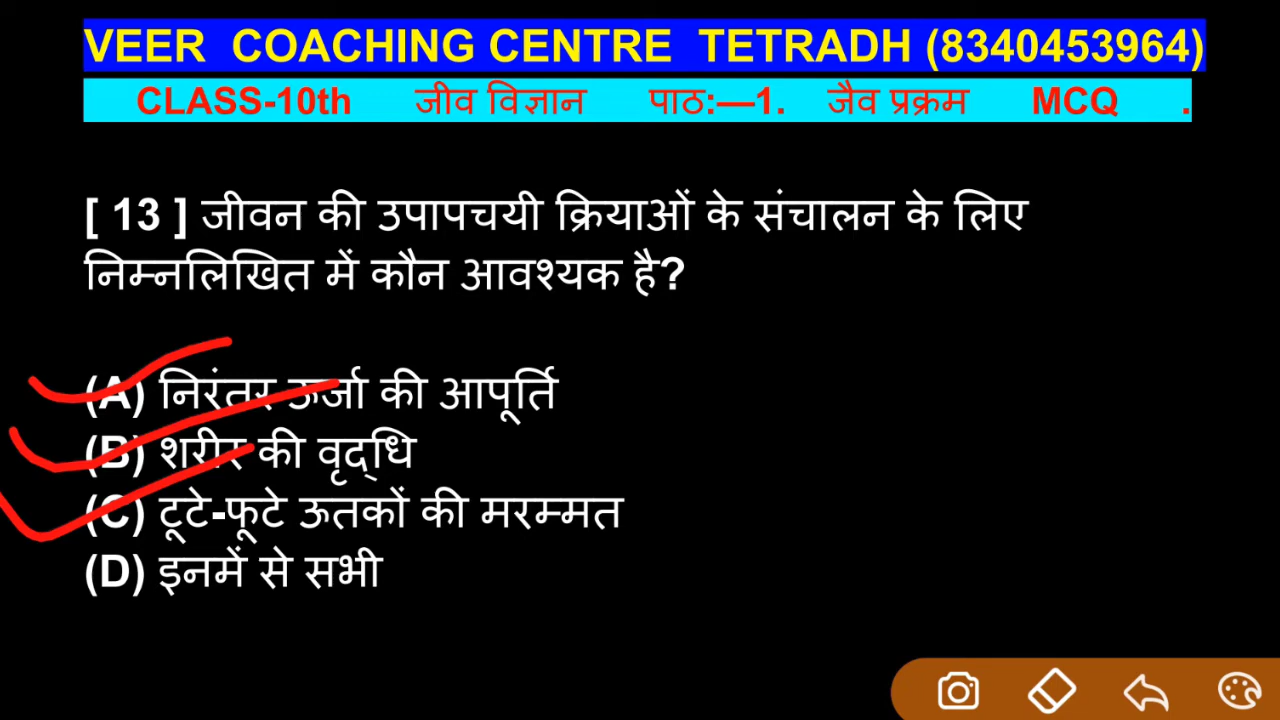 VEER COACHING CENTRE TETRADH (8340453964)
CLASS-10th जीव विज्ञान पाठ:—1. जैव प्रक्रम MCQ .
[ 13 ] जीवन की उपापचयी क्रियाओं के संचालन के लिए
निम्नलिखित में कौन आवश्यक है?
(A) निरंतर ऊर्जा की आपूर्ति
(B) शरीर की वृद्धि
(C) टूटे-फूटे ऊतकों की मरम्मत
(D) इनमें से सभी